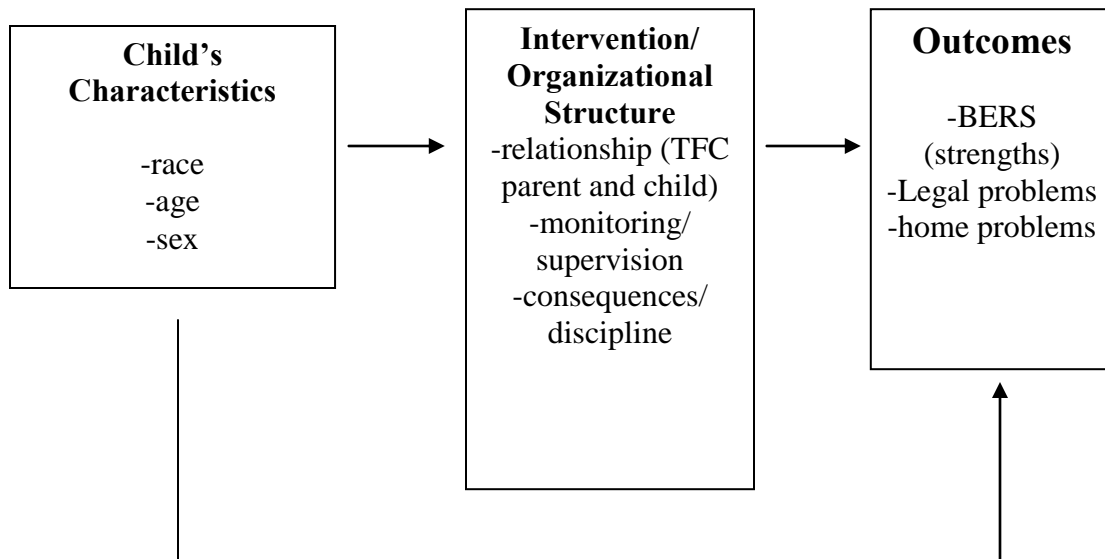 Child’s
Characteristics
-race
-age
-sex
Intervention/
Organizational
Structure
-relationship (TFC
parent and child)
-monitoring/
supervision
-consequences/
discipline
Outcomes
-BERS
(strengths)
-Legal problems
-home problems